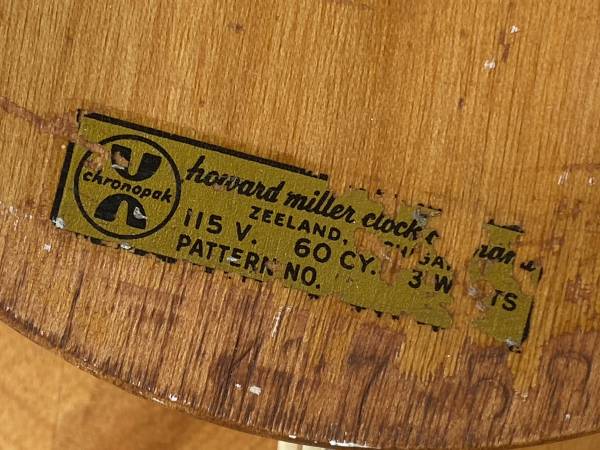 chronopak
howard miller clock
ZEELAND,
115 V. 60 CY. 3
PATTERN NO.